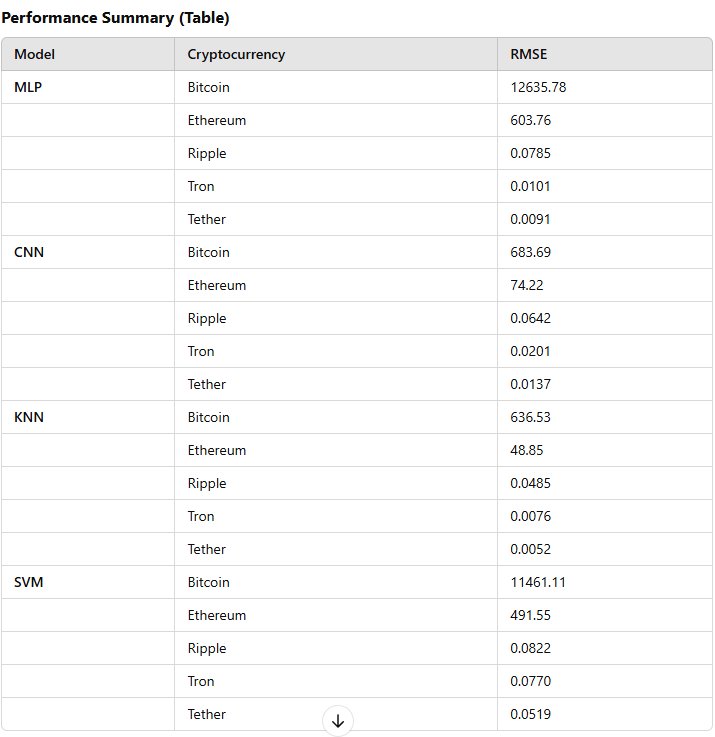 Performance Summary (Table)
Model Cryptocurrency RMSE
MLP Bitcoin 12635.78
Ethereum 603.76
Ripple 0.0785
Tron 0.0101
Tether 0.0091
CNN Bitcoin 683.69
Ethereum 74.22
Ripple 0.0642
Tron 0.0201
Tether 0.0137
KNN Bitcoin 636.53
Ethereum 48.85
Ripple 0.0485
Tron 0.0076
Tether 0.0052
SVM Bitcoin 11461.11
Ethereum 491.55
Ripple 0.0822
Tron 0.0770
Tether 0.0519